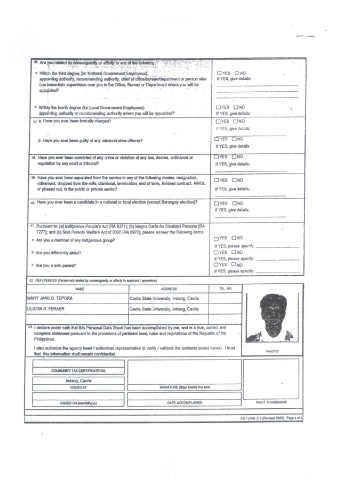 36. Are you related by consanguinity or affinity to any of the following:
a. Within the third degree (for National Government Employees):
appointing authority, recommending authority, chief of office/bureau/department or person who
has immediate supervision over you in the Office, Bureau or Department where you will be
appointed?
☐YES ☐NO
If YES, give details:
b. Within the fourth degree (for Local Government Employees):
appointing authority or recommending authority where you will be appointed?
☐YES ☐NO
If YES, give details:
37. a. Have you ever been formally charged?
☐YES ☐NO
If YES, give details:
b. Have you ever been guilty of any administrative offense?
☐YES ☐NO
If YES, give details:
38. Have you ever been convicted of any crime or violation of any law, decree, ordinance or
regulation by any court or tribunal?
☐YES ☐NO
If YES, give details:
39. Have you ever been separated from the service in any of the following modes: resignation,
retirement, dropped from the rolls, dismissal, termination, end of term, finished contract, AWOL
or phased out, in the public or private sector?
☐YES ☐NO
If YES, give details:
40. Have you ever been a candidate in a national or local election (except Barangay election)?
☐YES ☐NO
If YES, give details:
41. Pursuant to: (a) Indigenous People's Act (RA 8371); (b) Magna Carta for Disabled Persons (RA
7277); and (c) Solo Parents Welfare Act of 2000 (RA 8972), please answer the following items:
a. Are you a member of any indigenous group?
☐YES ☐NO
If YES, please specify:
b. Are you differently abled?
☐YES ☐NO
If YES, please specify:
c. Are you a solo parent?
☐YES ☐NO
If YES, please specify:
42. REFERENCES (Person not related by consanguinity or affinity to applicant / appointee)
NAME ADDRESS TEL. NO.
MARY JANE D. TEPORA Cavite State University, Indang, Cavite
Cavite State University, Indang, Cavite
43. I declare under oath that this Personal Data Sheet has been accomplished by me, and is a true, correct and
complete statement pursuant to the provisions of pertinent laws, rules and regulations of the Republic of the
Philippines.
I also authorize the agency head / authorized representative to verify / validate the contents stated herein. I trust
that this information shall remain confidential.
PHOTO
COMMUNITY TAX CERTIFICATE NO.
Indang, Cavite
ISSUED AT
SIGNATURE (Sign inside the box)
ISSUED ON (mm/dd/yyyy)
DATE ACCOMPLISHED
RIGHT THUMBMARK
CS FORM 212 (Revised 2005), Page 4 of 4